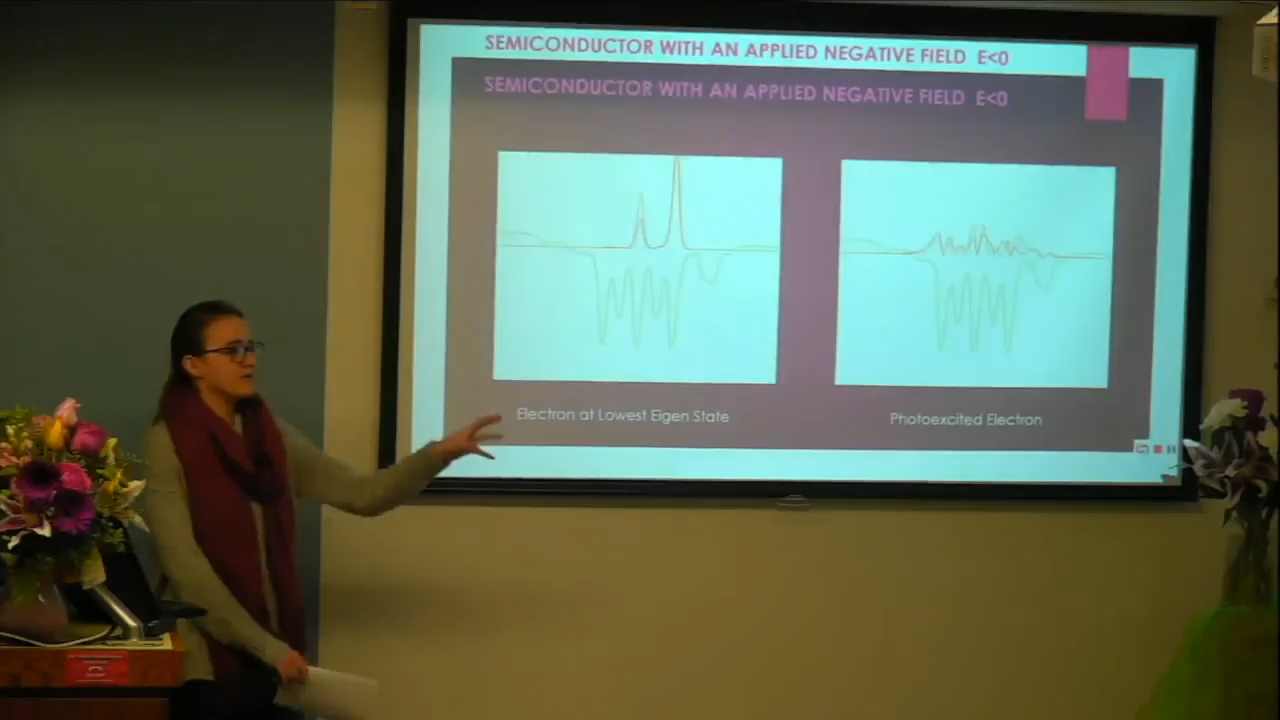 SEMICONDUCTOR WITH AN APPLIED NEGATIVE FIELD E<0
SEMICONDUCTOR WITH AN APPLIED NEGATIVE FIELD E<0
Electron at Lowest Eigen State
Photoexcited Electron